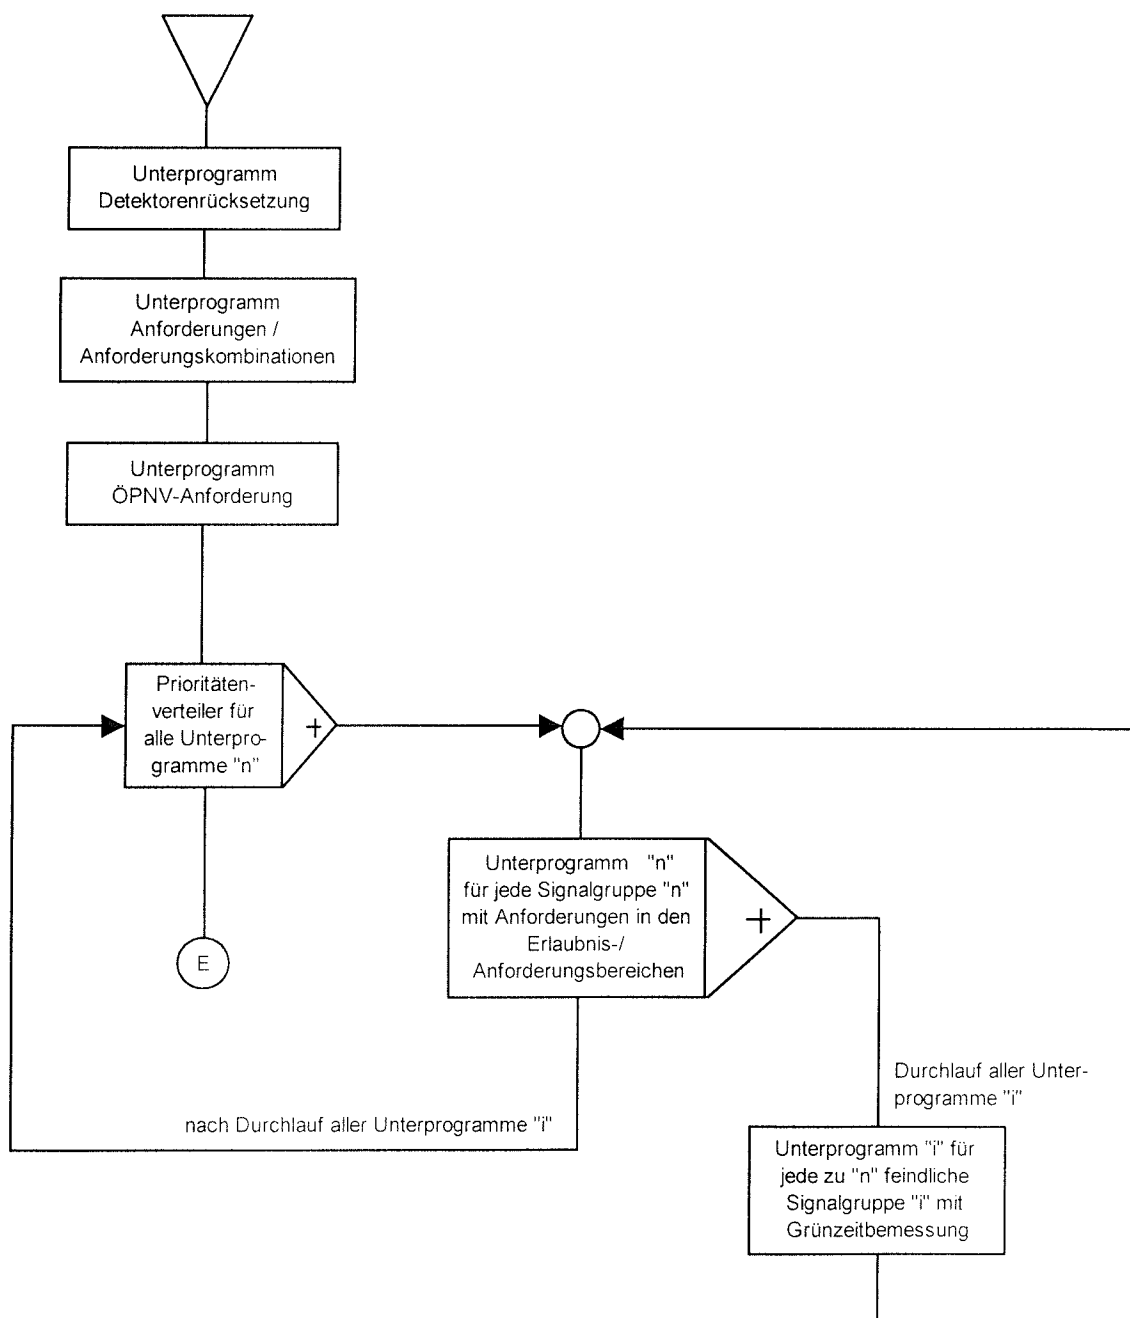 Unterprogramm
Detektorenrücksetzung
Unterprogramm
Anforderungen /
Anforderungskombinationen
Unterprogramm
ÖPNV-Anforderung
Prioritäten-
verteiler für
alle Unterpro-
gramme "n"
+
E
Unterprogramm "n"
für jede Signalgruppe "n"
mit Anforderungen in den
Erlaubnis-/
Anforderungsbereichen
+
nach Durchlauf aller Unterprogramme "i"
Durchlauf aller Unter-
programme "i"
Unterprogramm "i" für
jede zu "n" feindliche
Signalgruppe "i" mit
Grünzeitbemessung